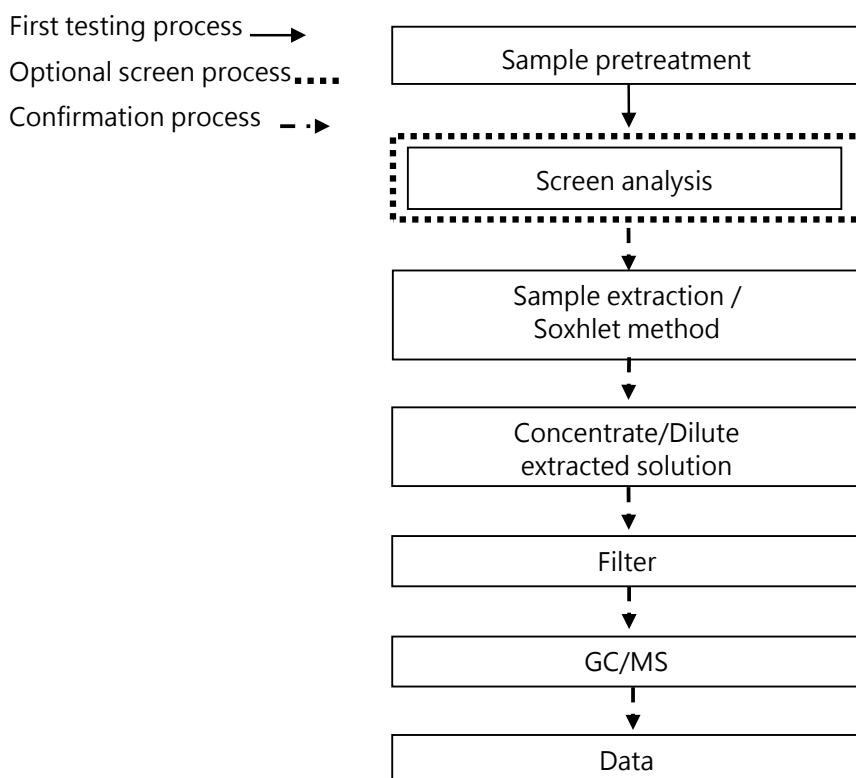 First testing process
Optional screen process
Confirmation process
Sample pretreatment
Screen analysis
Sample extraction /
Soxhlet method
Concentrate/Dilute
extracted solution
Filter
GC/MS
Data